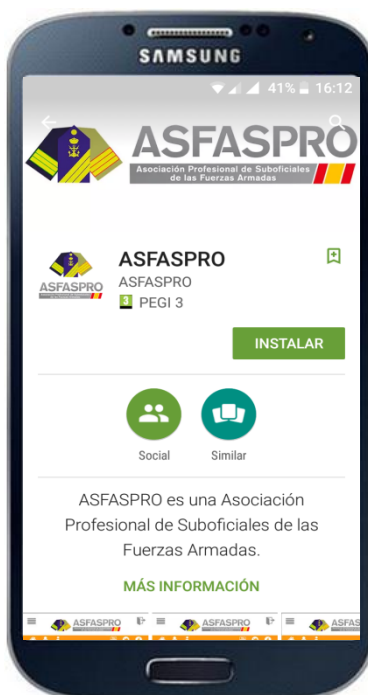 SAMSUNG
41% 16:12
ASFASPRO
Asociación Profesional de Suboficiales
de las Fuerzas Armadas
ASFASPRO
ASFASPRO
ASFASPRO
3 PEGI 3
INSTALAR
Social Similar
ASFASPRO es una Asociación
Profesional de Suboficiales de las
Fuerzas Armadas.
MÁS INFORMACIÓN
ASFASPRO ASFASPRO ASFAS